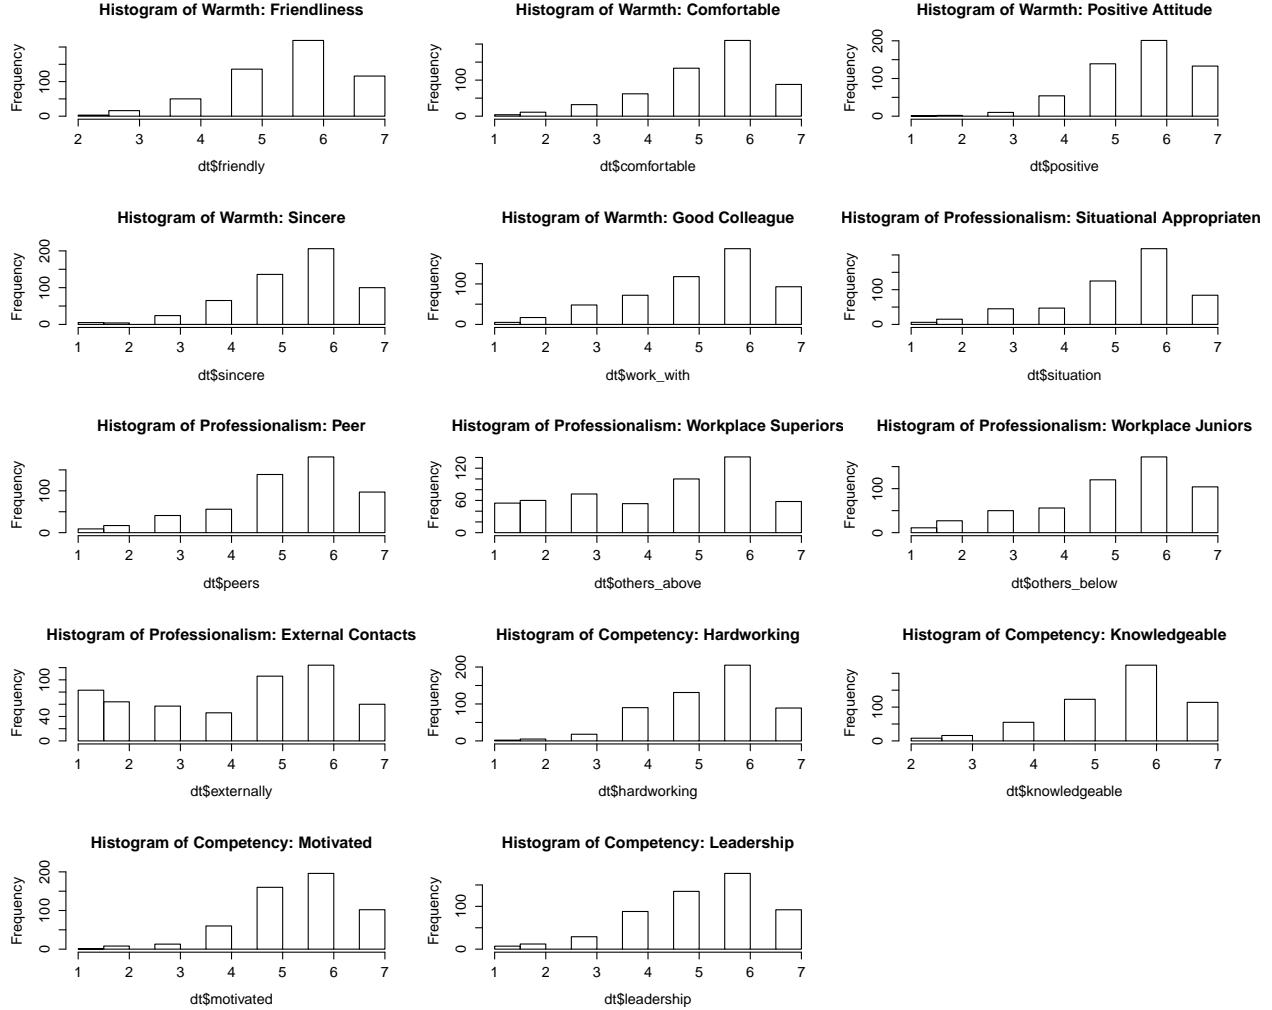 Histogram of Warmth: Friendliness
Frequency
0
100
2 3 4 5 6 7
dt$friendly
Histogram of Warmth: Comfortable
Frequency
0
100
1 2 3 4 5 6 7
dt$comfortable
Histogram of Warmth: Positive Attitude
Frequency
0
100
200
1 2 3 4 5 6 7
dt$positive
Histogram of Warmth: Sincere
Frequency
0
100
200
1 2 3 4 5 6 7
dt$sincere
Histogram of Warmth: Good Colleague
Frequency
0
100
1 2 3 4 5 6 7
dt$work_with
Histogram of Professionalism: Situational Appropriaten
Frequency
0
100
1 2 3 4 5 6 7
dt$situation
Histogram of Professionalism: Peer
Frequency
0
100
1 2 3 4 5 6 7
dt$peers
Histogram of Professionalism: Workplace Superiors
Frequency
0
60
120
1 2 3 4 5 6 7
dt$others_above
Histogram of Professionalism: Workplace Juniors
Frequency
0
100
1 2 3 4 5 6 7
dt$others_below
Histogram of Professionalism: External Contacts
Frequency
0
40
100
1 2 3 4 5 6 7
dt$externally
Histogram of Competency: Hardworking
Frequency
0
100
200
1 2 3 4 5 6 7
dt$hardworking
Histogram of Competency: Knowledgeable
Frequency
0
100
2 3 4 5 6 7
dt$knowledgeable
Histogram of Competency: Motivated
Frequency
0
100
200
1 2 3 4 5 6 7
dt$motivated
Histogram of Competency: Leadership
Frequency
0
100
1 2 3 4 5 6 7
dt$leadership